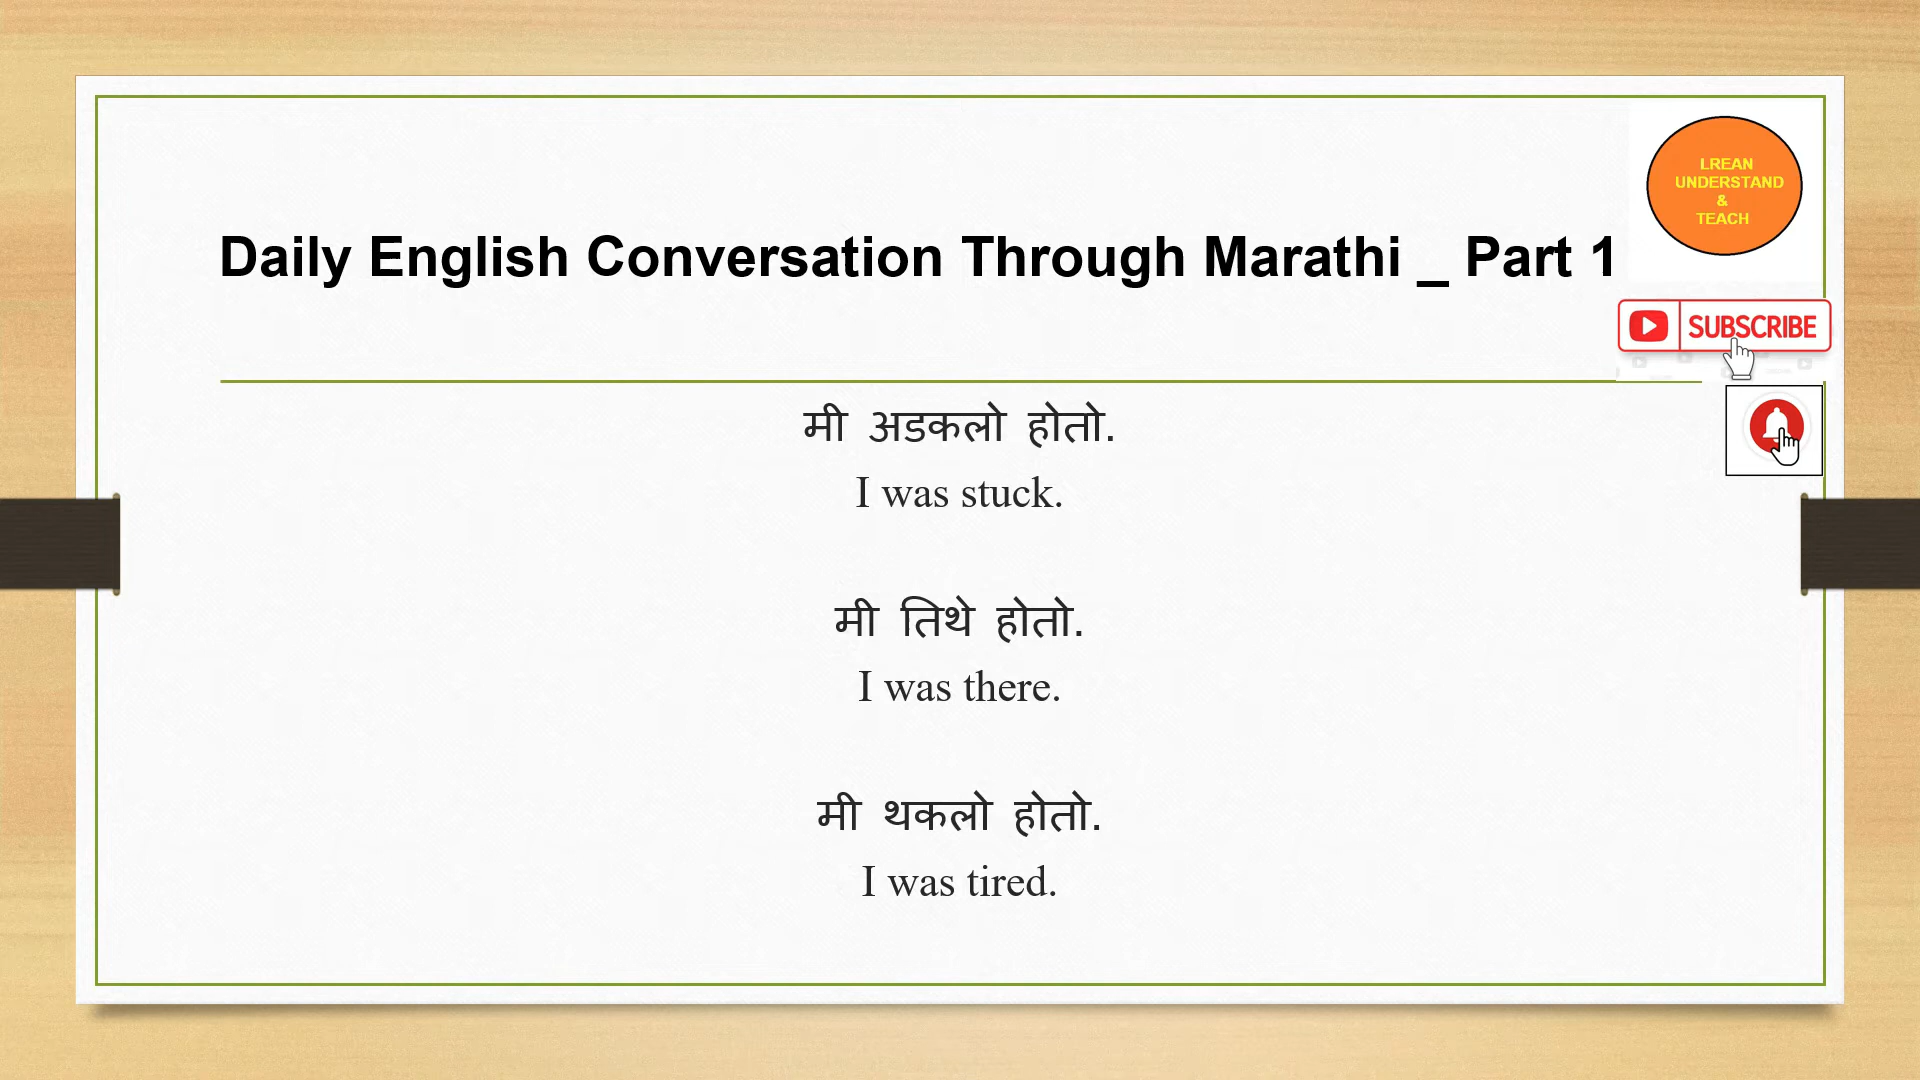 LREAN
UNDERSTAND
&
TEACH
Daily English Conversation Through Marathi _ Part 1
SUBSCRIBE
मी अडकलो होतो.
I was stuck.
मी तिथे होतो.
I was there.
मी थकलो होतो.
I was tired.